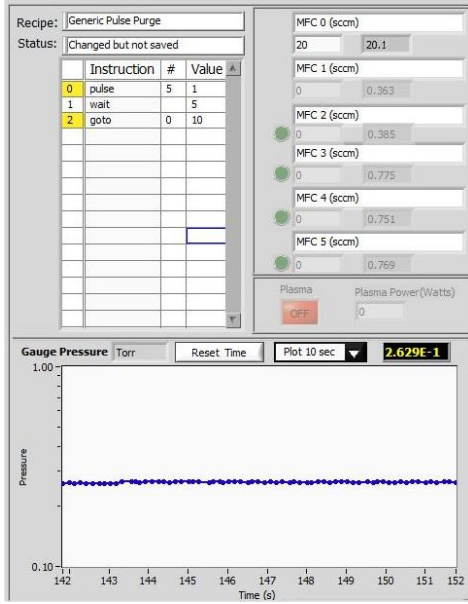 Recipe: Generic Pulse Purge
Status: Changed but not saved
Instruction # Value
0 pulse 5 1
1 wait 5
2 goto 0 10
MFC 0 (sccm)
20 20.1
MFC 1 (sccm)
0 0.363
MFC 2 (sccm)
0 0.385
MFC 3 (sccm)
0 0.775
MFC 4 (sccm)
0 0.751
MFC 5 (sccm)
0 0.769
Plasma Plasma Power(Watts)
OFF 0
Gauge Pressure Torr Reset Time Plot 10 sec 2.629E-1
1.00
Pressure
0.10
142 143 144 145 146 147 148 149 150 151 152
Time (s)